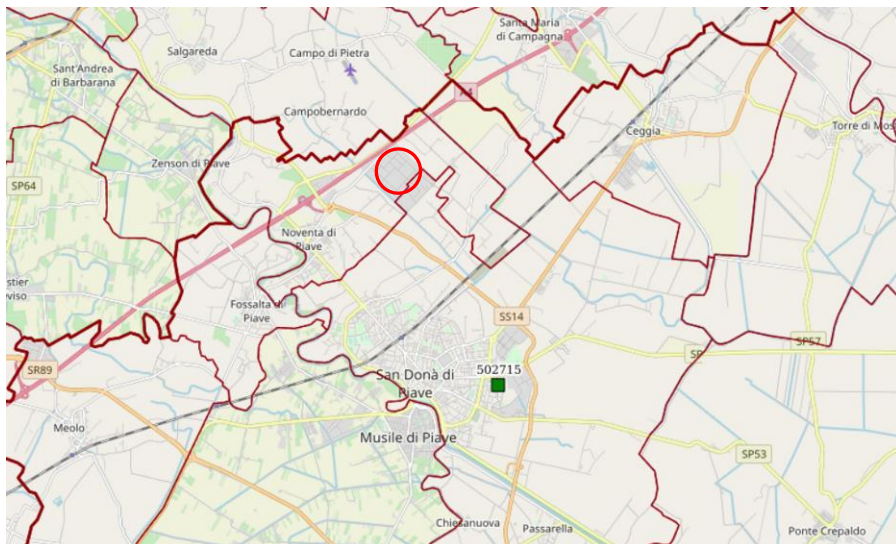 Santa Maria
di Campagna
Salgareda
Campo di Pietra
Sant'Andrea
di Barbarana
A4
Campobernardo
Ceggia
Torre di Mos
Zenson di Piave
SP64
Noventa di
Piave
Fossalta di
Piave
SS14
SP57
SP
SR89
502715
San Donà di
Piave
Meolo
Musile di Piave
SP53
Chiesanuova
Passarella
Ponte Crepaldo